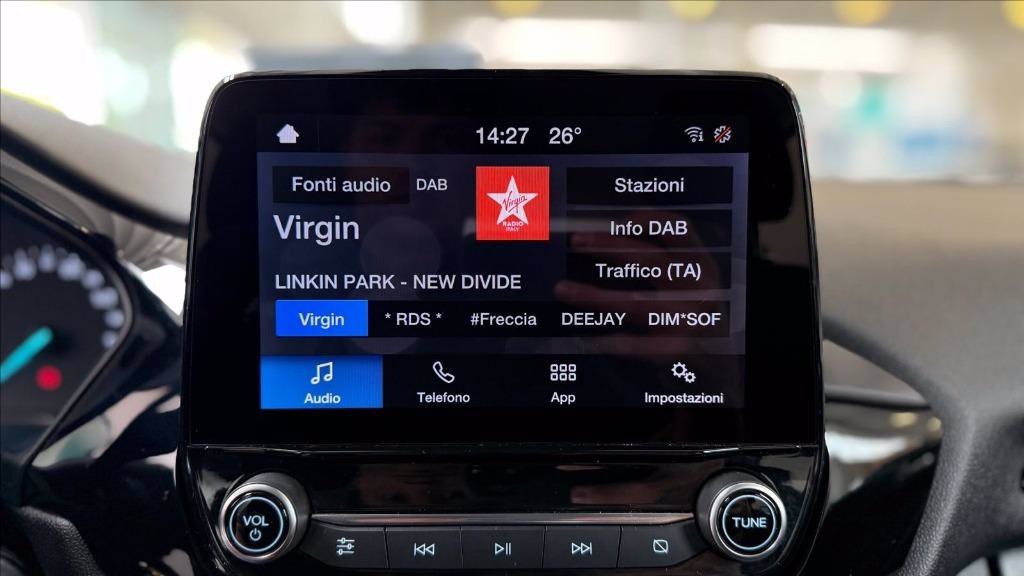 14:27 26°
Fonti audio DAB
Stazioni
Virgin
Virgin
RADIO
ITALY
Info DAB
Traffico (TA)
LINKIN PARK - NEW DIVIDE
Virgin * RDS * #Freccia DEEJAY DIM*SOF
Audio Telefono App Impostazioni
VOL
TUNE